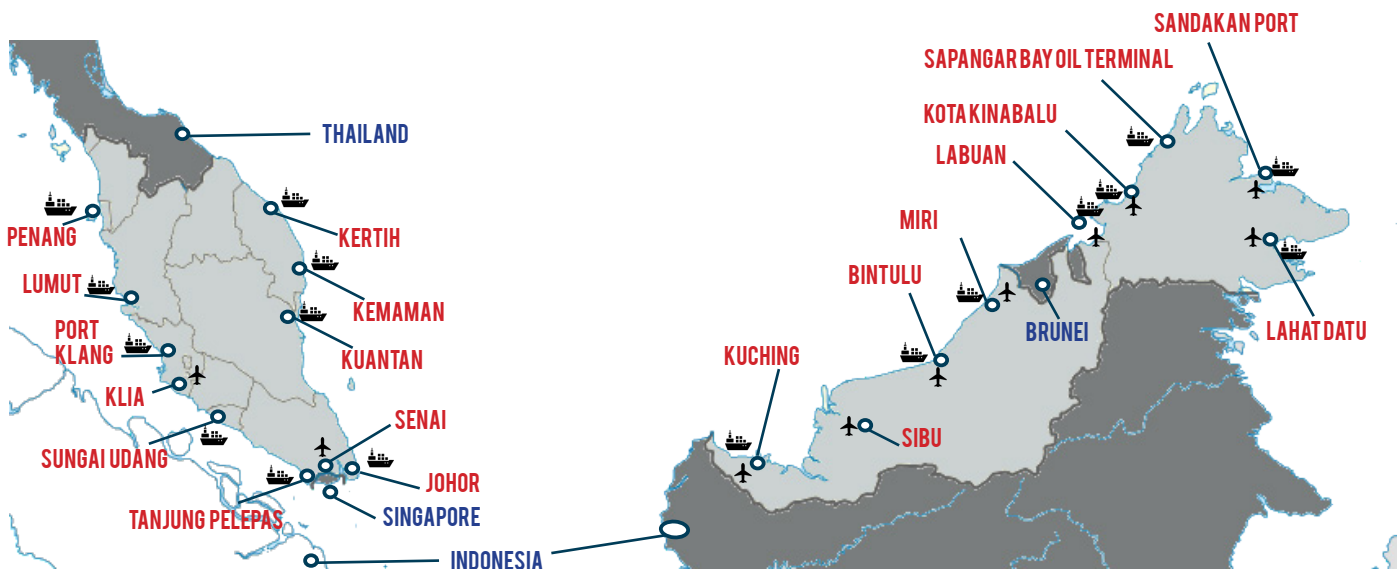 SANDAKAN PORT
SAPANGAR BAY OIL TERMINAL
KOTA KINABALU
THAILAND
LABUAN
MIRI
PENANG
KERTIH
BINTULU
LUMUT
KEMAMAN
PORT
KLANG
BRUNEI
LAHAT DATU
KUANTAN
KUCHING
KLIA
SENAI
SIBU
SUNGAI UDANG
JOHOR
TANJUNG PELEPAS
SINGAPORE
INDONESIA